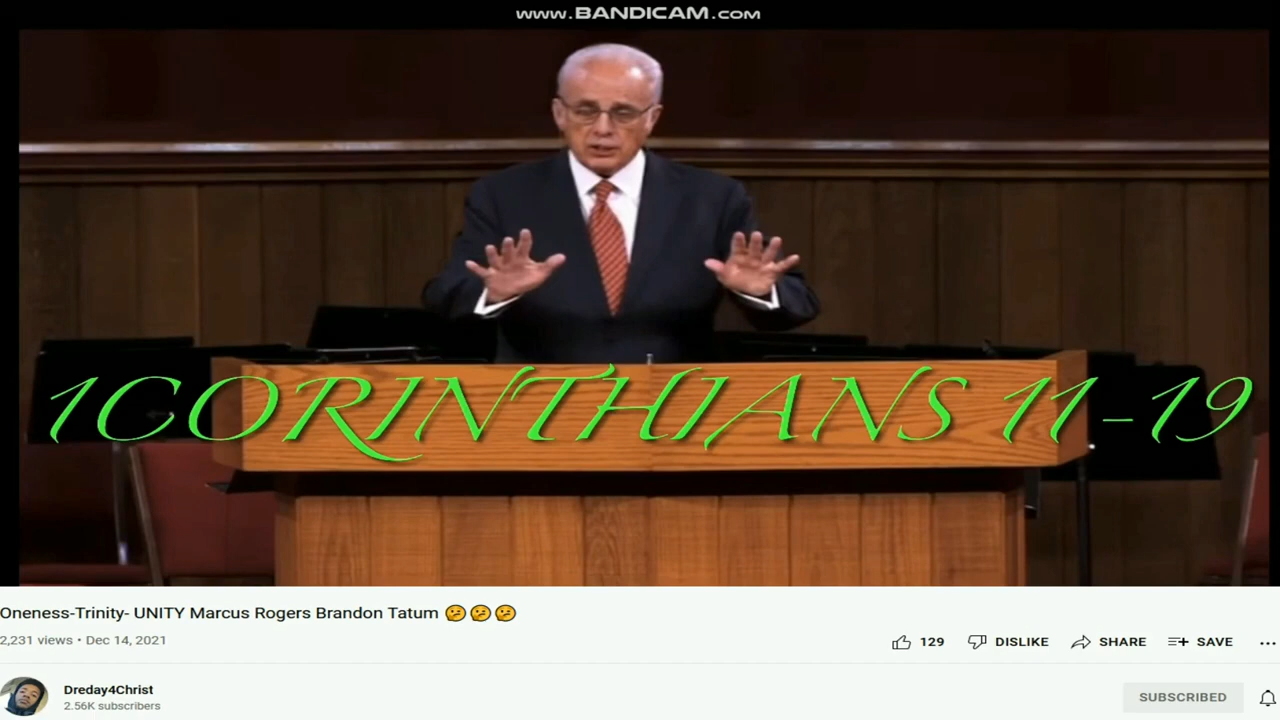 www.BANDICAM.com
1CORINTHIANS 11-19
Oneness-Trinity- UNITY Marcus Rogers Brandon Tatum 🫤🫤🫤
2,231 views • Dec 14, 2021
129 DISLIKE SHARE SAVE ...
Dreday4Christ
2.56K subscribers
SUBSCRIBED